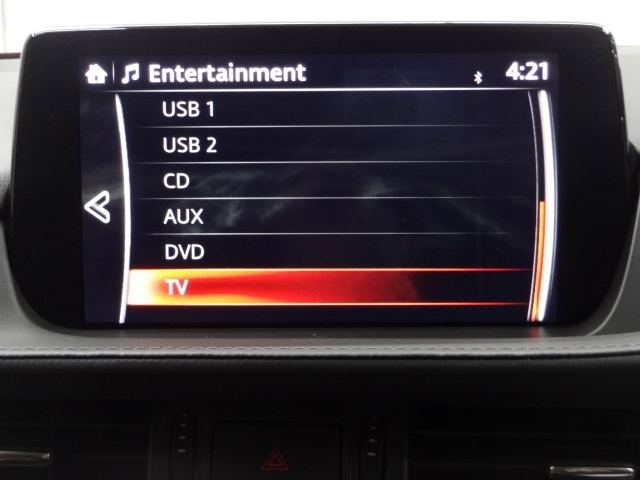 Entertainment 4:21
USB 1
USB 2
CD
AUX
DVD
TV